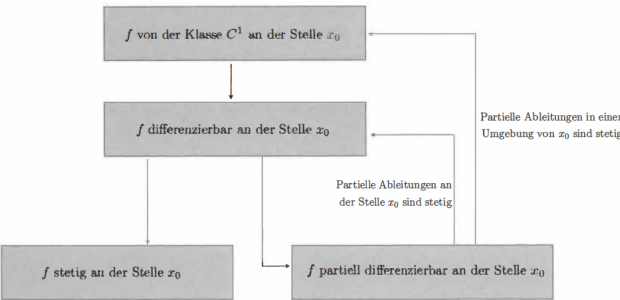 f von der Klasse C¹ an der Stelle x₀
Partielle Ableitungen in einer
Umgebung von x₀ sind stetig
f differenzierbar an der Stelle x₀
Partielle Ableitungen an
der Stelle x₀ sind stetig
f stetig an der Stelle x₀
f partiell differenzierbar an der Stelle x₀